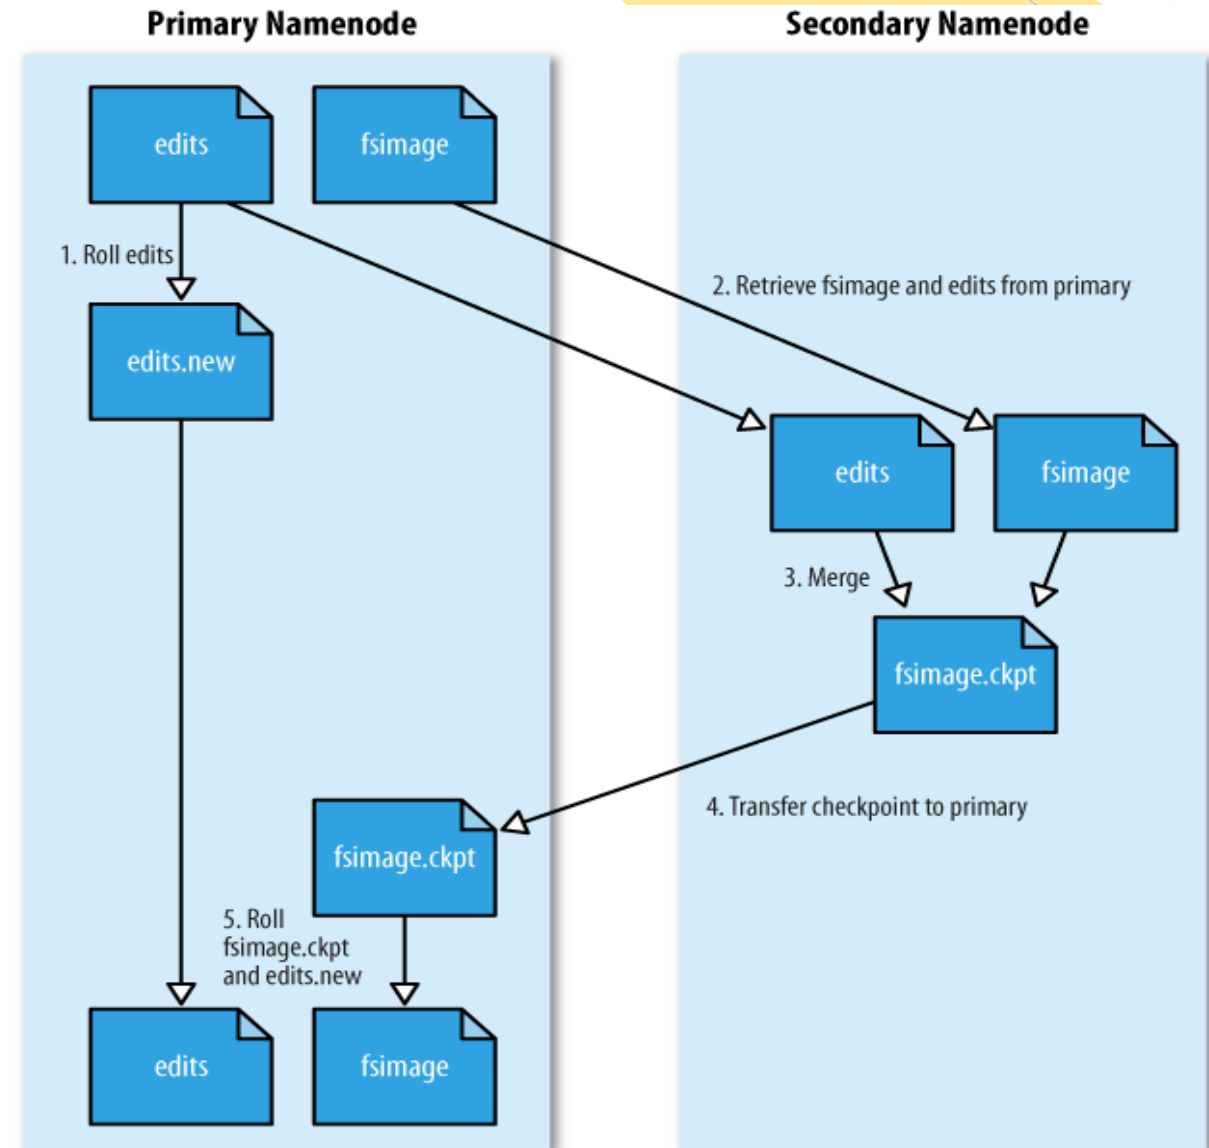 Primary Namenode
Secondary Namenode
edits
fsimage
1. Roll edits
2. Retrieve fsimage and edits from primary
edits.new
edits
fsimage
3. Merge
fsimage.ckpt
4. Transfer checkpoint to primary
fsimage.ckpt
5. Roll
fsimage.ckpt
and edits.new
edits
fsimage